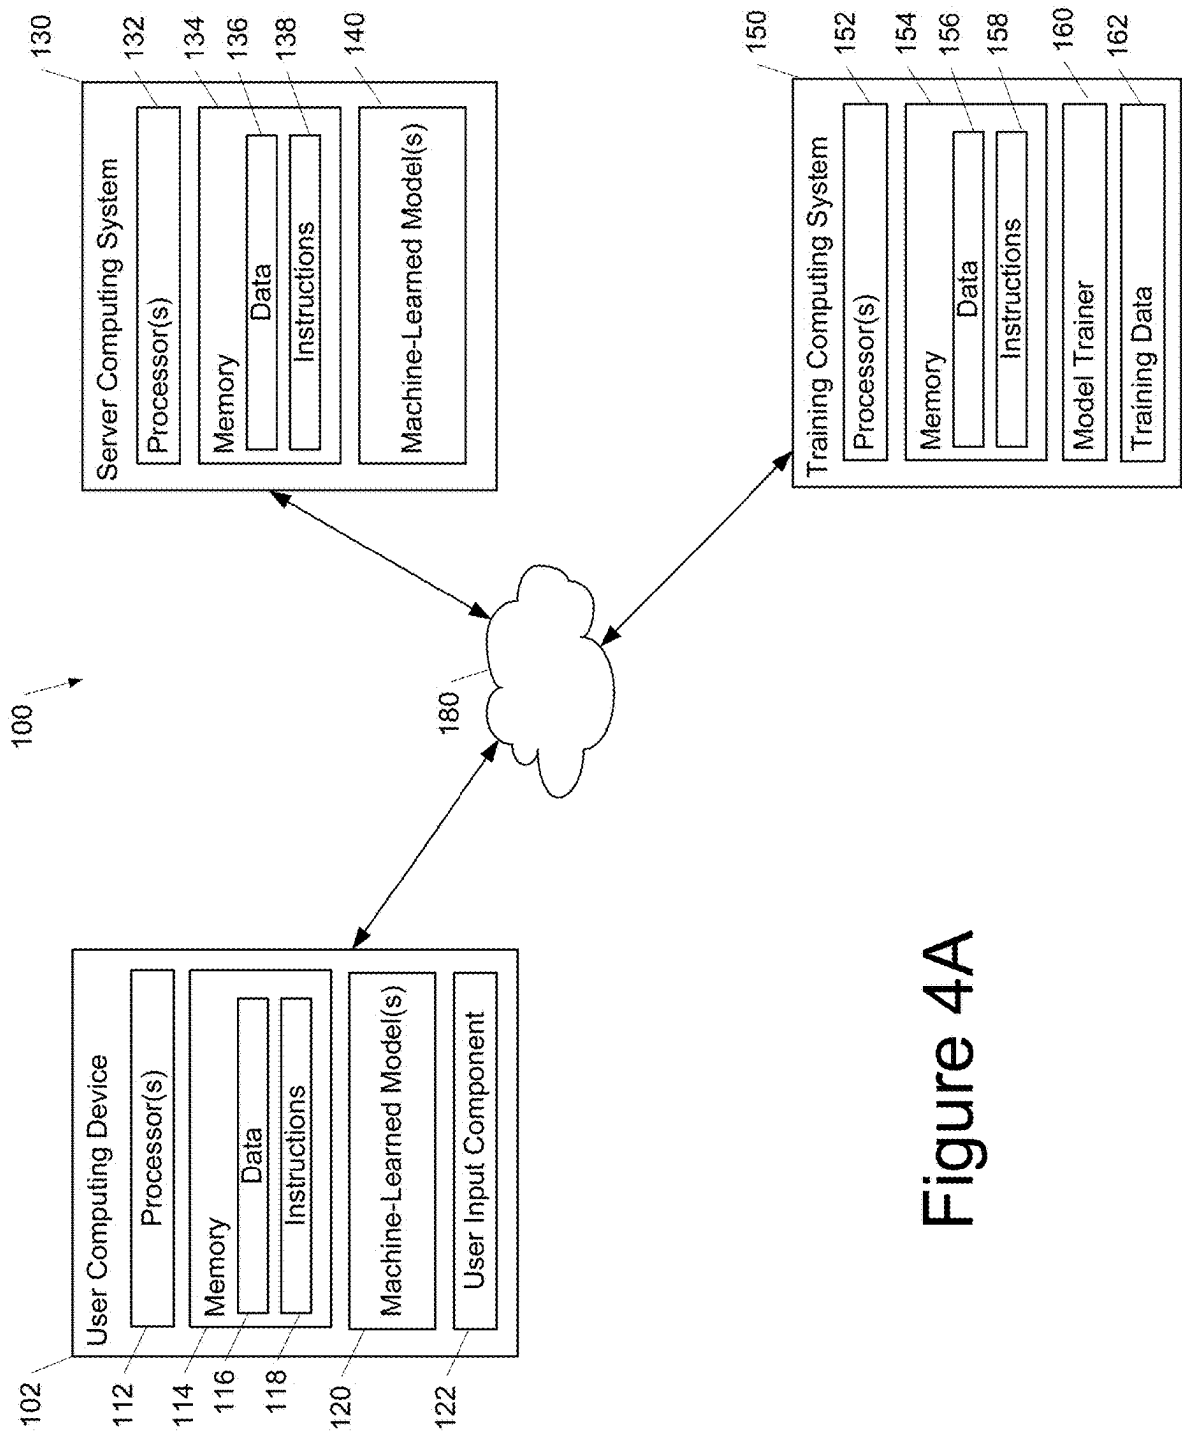 100
102
User Computing Device
112
Processor(s)
114
Memory
116
Data
118
Instructions
120
Machine-Learned Model(s)
122
User Input Component
180
130
Server Computing System
132
Processor(s)
134
Memory
136
Data
138
Instructions
140
Machine-Learned Model(s)
150
Training Computing System
152
Processor(s)
154
Memory
156
Data
158
Instructions
160
Model Trainer
162
Training Data
Figure 4A